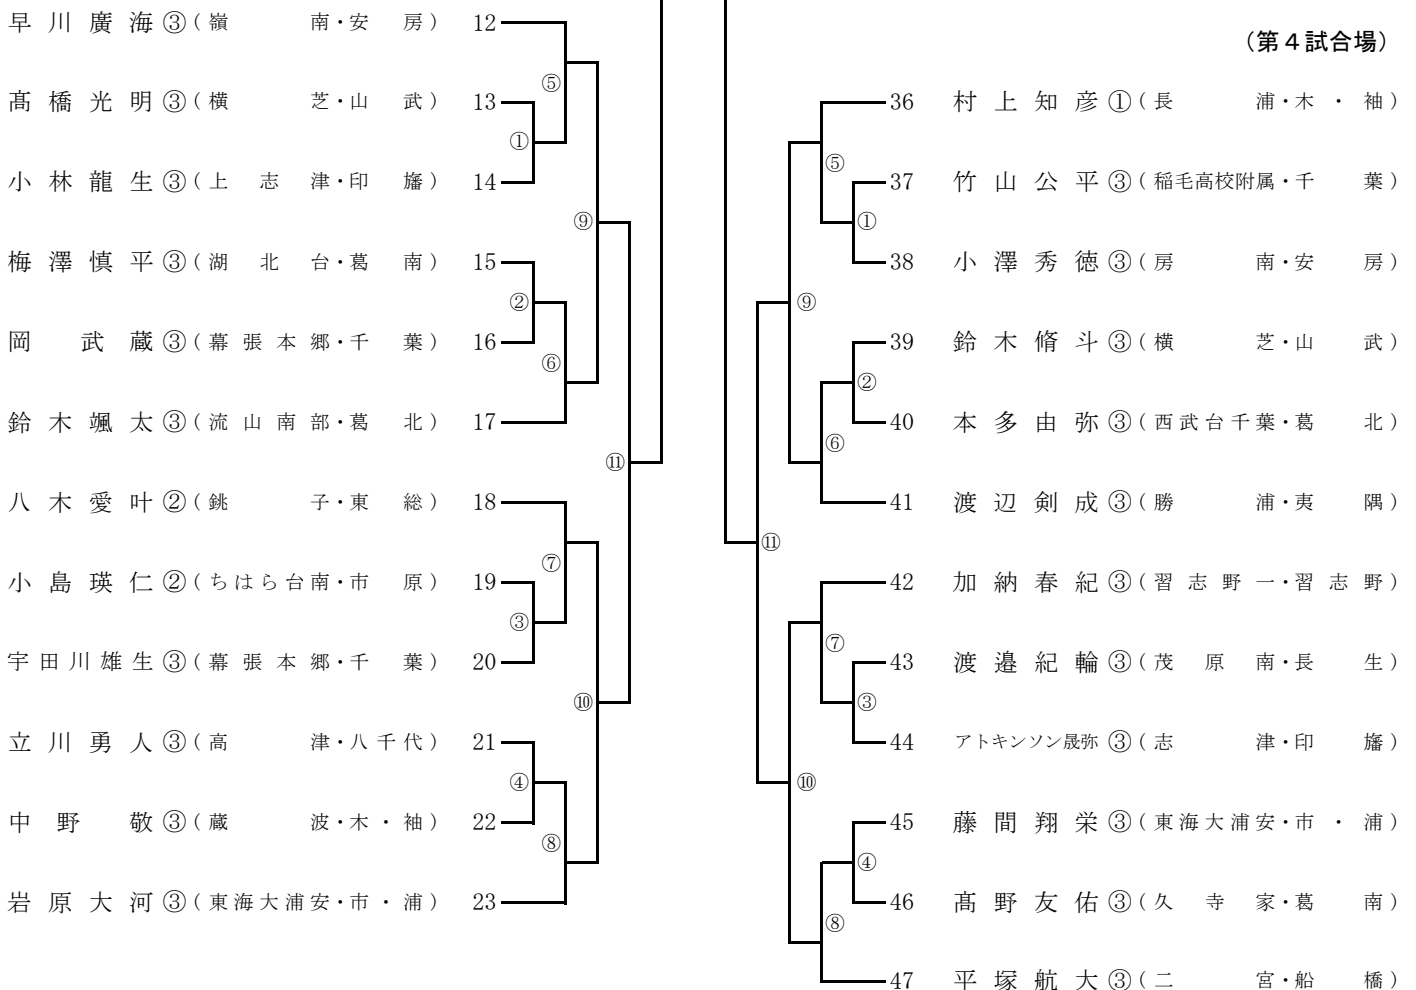 早川廣海③(嶺南・安房) 12
⑤
髙橋光明③(横芝・山武) 13
①
小林龍生③(上志津・印旛) 14
⑨
梅澤慎平③(湖北台・葛南) 15
②
岡武蔵③(幕張本郷・千葉) 16
⑥
鈴木颯太③(流山南部・葛北) 17
⑪
八木愛叶②(銚子・東総) 18
⑦
小島瑛仁②(ちはら台南・市原) 19
③
宇田川雄生③(幕張本郷・千葉) 20
⑩
立川勇人③(高津・八千代) 21
④
中野敬③(蔵波・木・袖) 22
⑧
岩原大河③(東海大浦安・市・浦) 23
(第4試合場)
36 村上知彦①(長浦・木・袖)
⑤
37 竹山公平③(稲毛高校附属・千葉)
①
38 小澤秀徳③(房南・安房)
⑨
39 鈴木脩斗③(横芝・山武)
②
40 本多由弥③(西武台千葉・葛北)
⑥
41 渡辺剣成③(勝浦・夷隅)
⑪
42 加納春紀③(習志野一・習志野)
⑦
43 渡邉紀輪③(茂原南・長生)
③
44 アトキンソン晟弥③(志津・印旛)
⑩
45 藤間翔栄③(東海大浦安・市・浦)
④
46 髙野友佑③(久寺家・葛南)
⑧
47 平塚航大③(二宮・船橋)